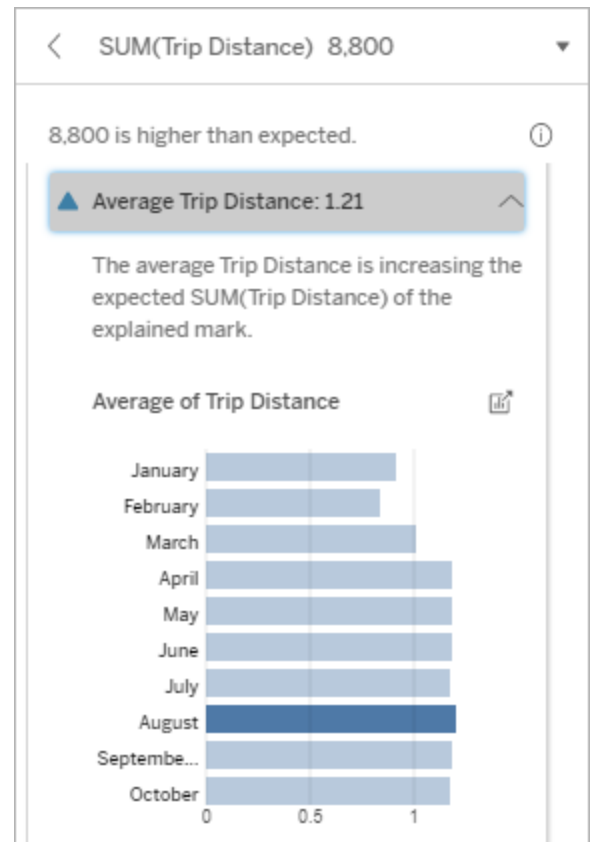 SUM(Trip Distance) 8,800
8,800 is higher than expected.
Average Trip Distance: 1.21
The average Trip Distance is increasing the
expected SUM(Trip Distance) of the
explained mark.
Average of Trip Distance
January
February
March
April
May
June
July
August
Septembe...
October
0 0.5 1